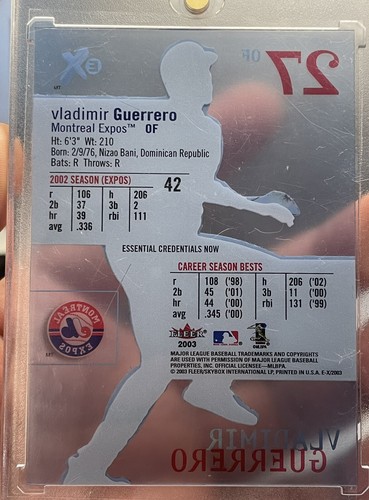 27 OF
EX
vladimir Guerrero
Montreal Expos™ OF
Ht: 6'3" Wt: 210
Born: 2/9/76, Nizao Bani, Dominican Republic
Bats: R Throws: R
2002 SEASON (EXPOS) 42
r 106 h 206
2b 37 3b 2
hr 39 rbi 111
avg .336
ESSENTIAL CREDENTIALS NOW
CAREER SEASON BESTS
r 108 ('98) h 206 ('02)
2b 45 ('01) 3b 11 ('00)
hr 44 ('00) rbi 131 ('99)
avg .345 ('00)
MONTREAL
EXPOS
FLEER
2003
MAJOR LEAGUE BASEBALL TRADEMARKS AND COPYRIGHTS
ARE USED WITH PERMISSION OF MAJOR LEAGUE BASEBALL
PROPERTIES, INC. OFFICIAL LICENSEE—MLBPA.
© 2003 FLEER/SKYBOX INTERNATIONAL LP, PRINTED IN U.S.A. E-X/2003
VLADIMIR
GUERRERO